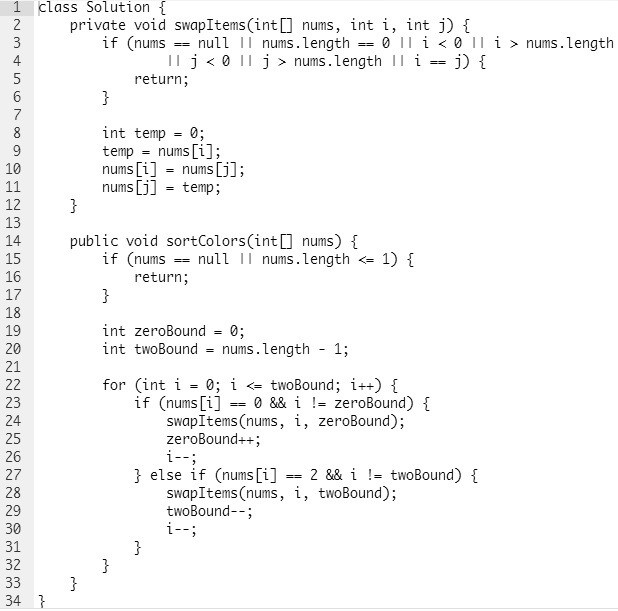 1 class Solution {
2     private void swapItems(int[] nums, int i, int j) {
3         if (nums == null || nums.length == 0 || i < 0 || i > nums.length
4                 || j < 0 || j > nums.length || i == j) {
5             return;
6         }
7
8         int temp = 0;
9         temp = nums[i];
10         nums[i] = nums[j];
11         nums[j] = temp;
12     }
13
14     public void sortColors(int[] nums) {
15         if (nums == null || nums.length <= 1) {
16             return;
17         }
18
19         int zeroBound = 0;
20         int twoBound = nums.length - 1;
21
22         for (int i = 0; i <= twoBound; i++) {
23             if (nums[i] == 0 && i != zeroBound) {
24                 swapItems(nums, i, zeroBound);
25                 zeroBound++;
26                 i--;
27             } else if (nums[i] == 2 && i != twoBound) {
28                 swapItems(nums, i, twoBound);
29                 twoBound--;
30                 i--;
31             }
32         }
33     }
34 }